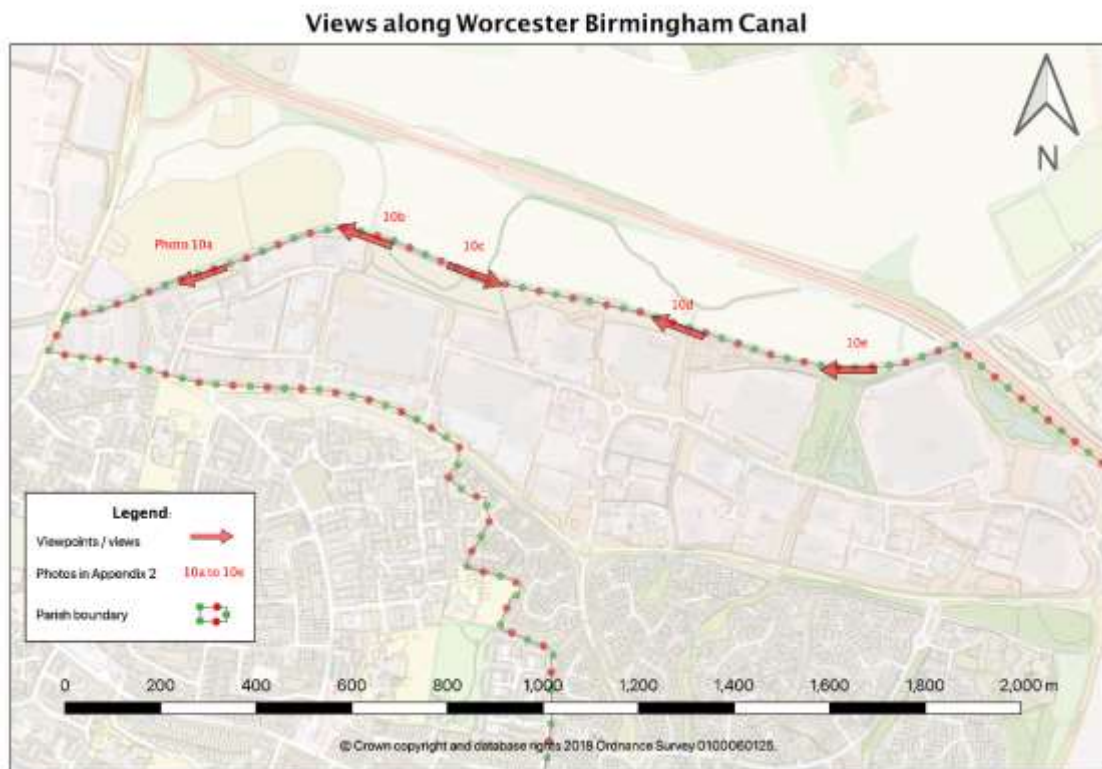 Views along Worcester Birmingham Canal
N
10b
Photo 10a
10c
10d
10e
Legend:
Viewpoints / views
Photos in Appendix 2 10a to 10e
Parish boundary
0 200 400 600 800 1,000 1,200 1,400 1,600 1,800 2,000 m
© Crown copyright and database rights 2018 Ordnance Survey 0100060125.